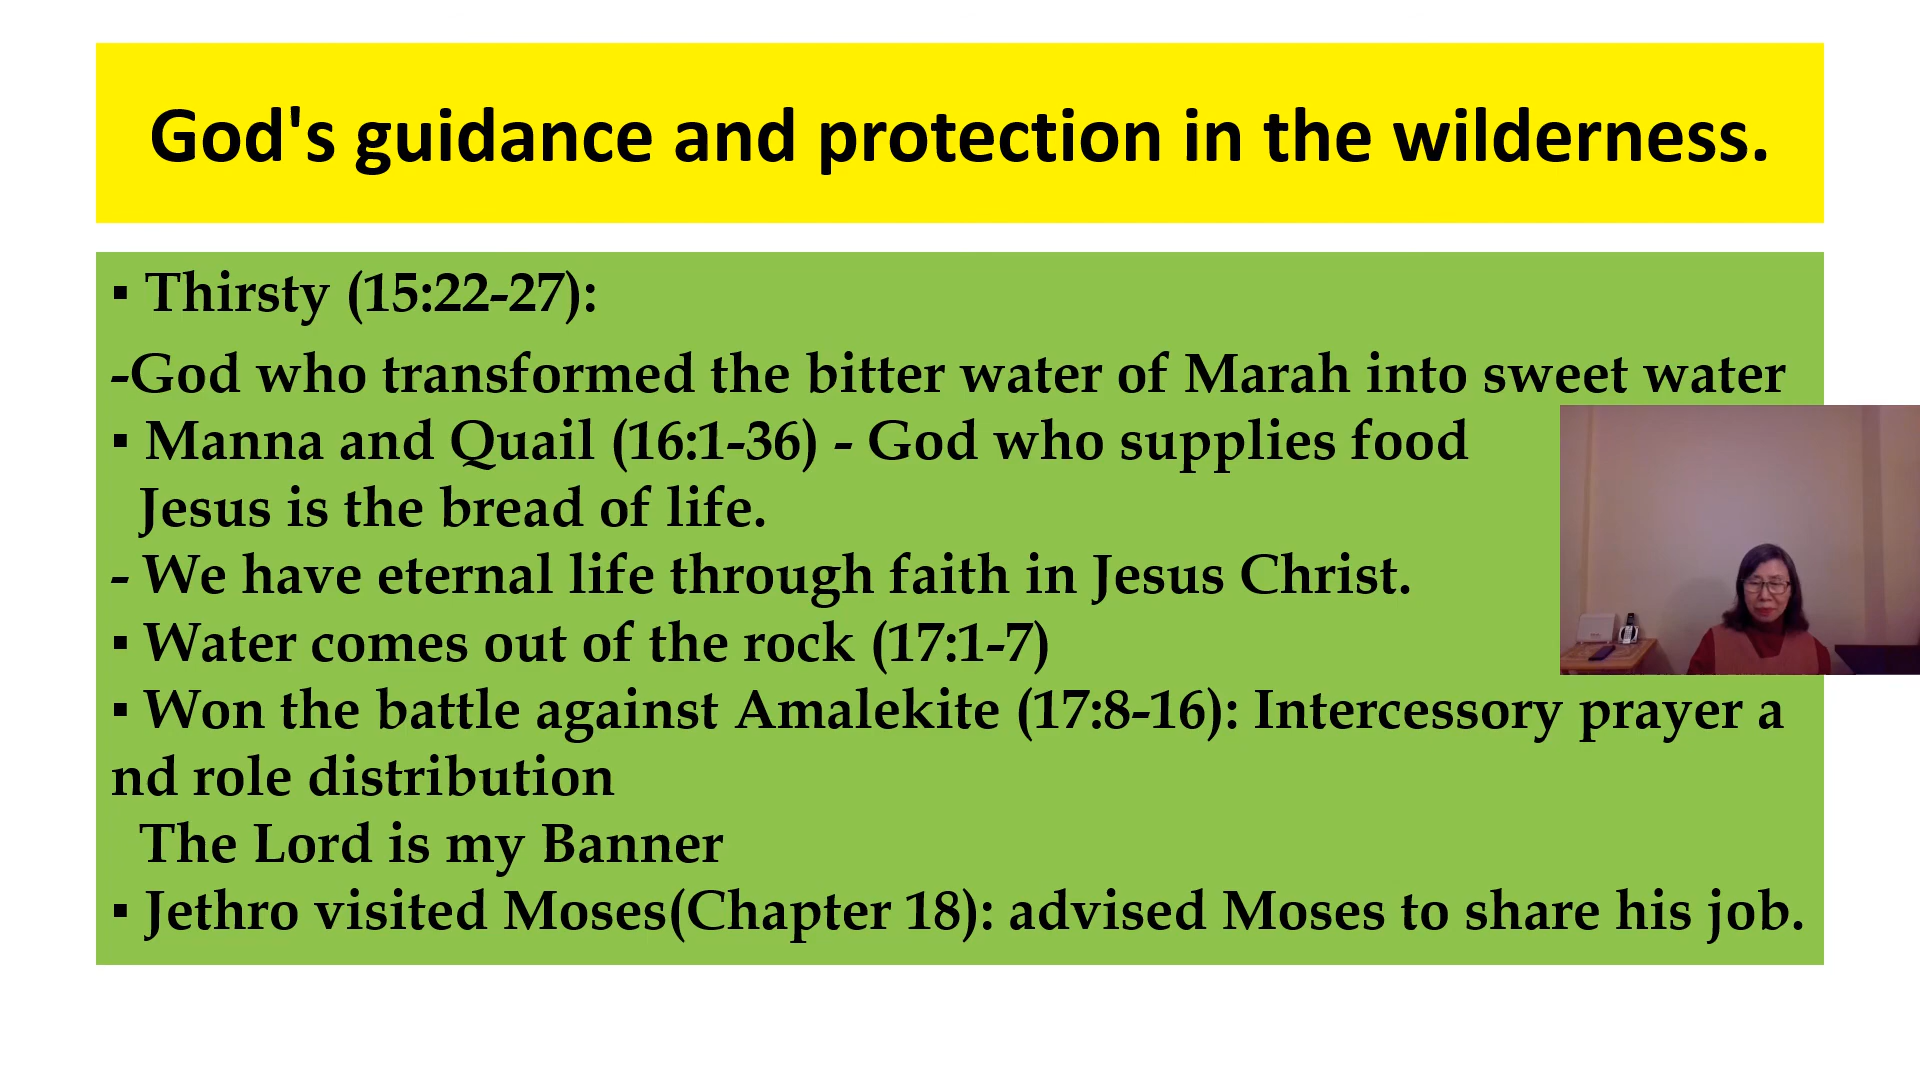 God's guidance and protection in the wilderness.
▪ Thirsty (15:22-27):
-God who transformed the bitter water of Marah into sweet water
▪ Manna and Quail (16:1-36) - God who supplies food
Jesus is the bread of life.
- We have eternal life through faith in Jesus Christ.
▪ Water comes out of the rock (17:1-7)
▪ Won the battle against Amalekite (17:8-16): Intercessory prayer a
nd role distribution
The Lord is my Banner
▪ Jethro visited Moses(Chapter 18): advised Moses to share his job.